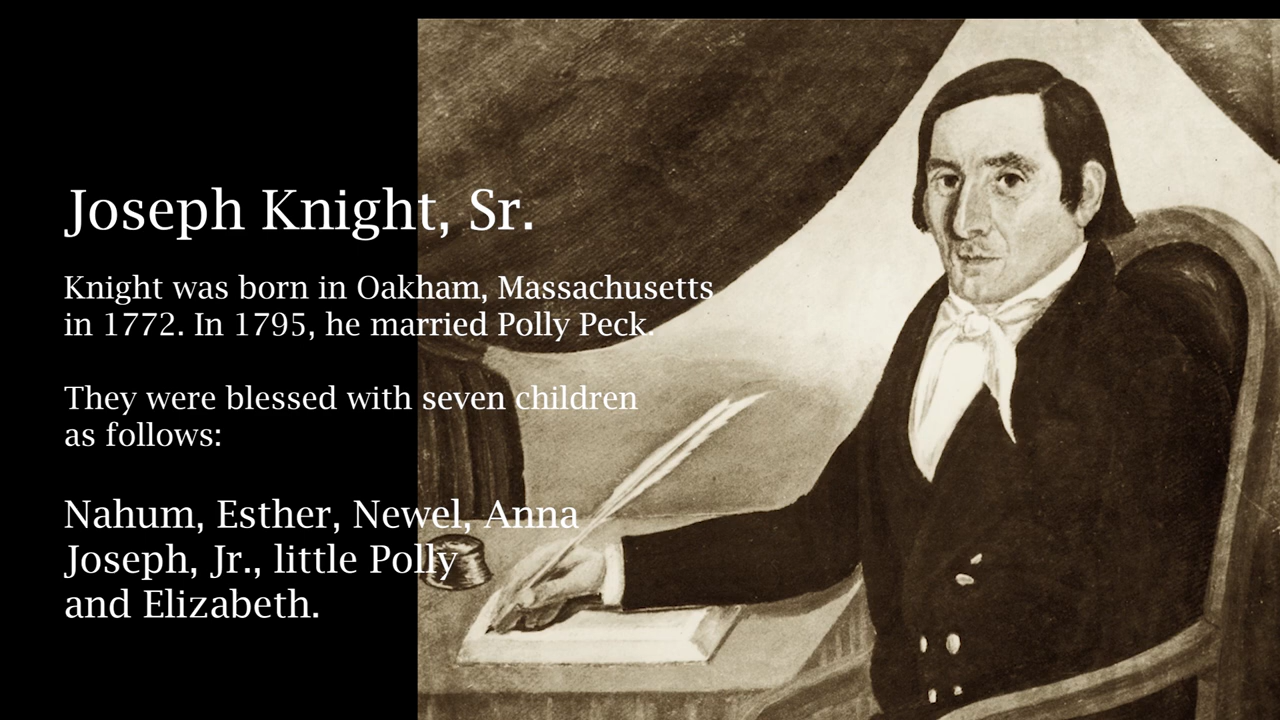 Joseph Knight, Sr.
Knight was born in Oakham, Massachusetts
in 1772. In 1795, he married Polly Peck.
They were blessed with seven children
as follows:
Nahum, Esther, Newel, Anna
Joseph, Jr., little Polly
and Elizabeth.